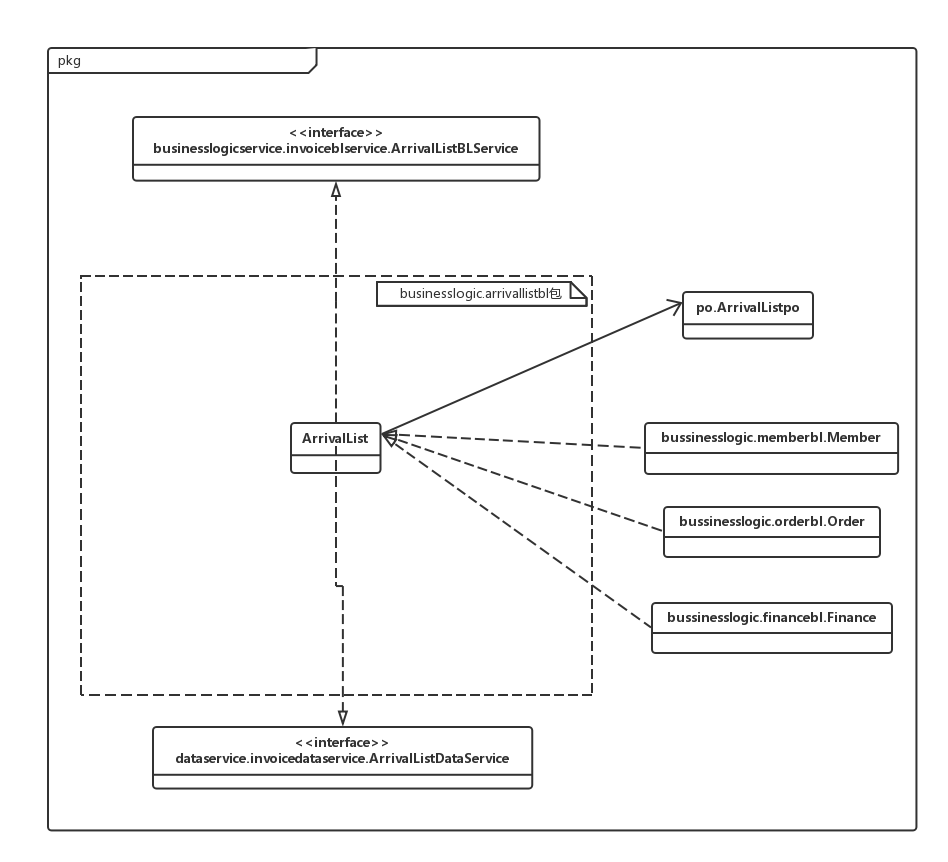 pkg
<<interface>>
businesslogicservice.invoiceblservice.ArrivalListBLService
businesslogic.arrivallistbl包
po.ArrivalListpo
ArrivalList
bussinesslogic.memberbl.Member
bussinesslogic.orderbl.Order
bussinesslogic.financebl.Finance
<<interface>>
dataservice.invoicedataservice.ArrivalListDataService